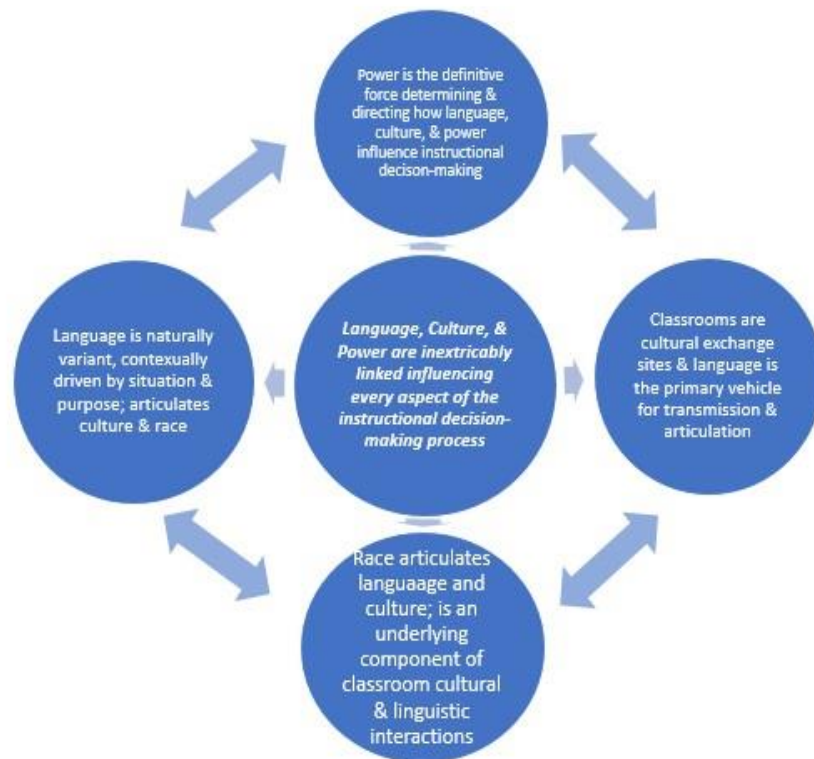 Power is the definitive
force determining &
directing how language,
culture, & power
influence instructional
decison-making
Language is naturally
variant, contexually
driven by situation &
purpose; articulates
culture & race
Language, Culture, &
Power are inextricably
linked influencing
every aspect of the
instructional decision-
making process
Classrooms are
cultural exchange
sites & language is
the primary vehicle
for transmission &
articulation
Race articulates
languaage and
culture; is an
underlying
component of
classroom cultural
& linguistic
interactions